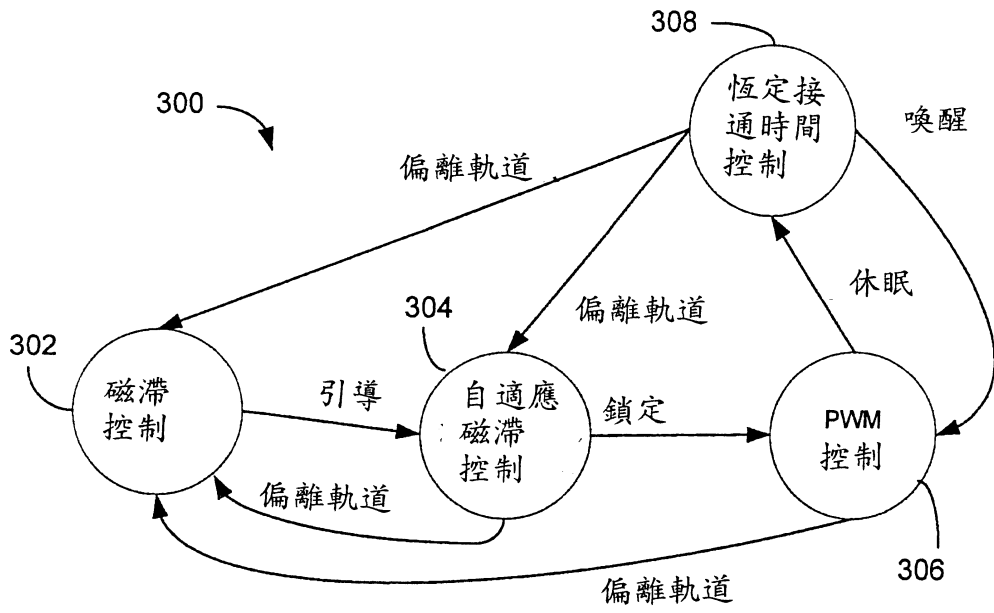 308
300
恆定接
通時間
控制
喚醒
偏離軌道
休眠
304
偏離軌道
302
磁滯
控制
引導
自適應
磁滯
控制
鎖定
PWM
控制
偏離軌道
306
偏離軌道